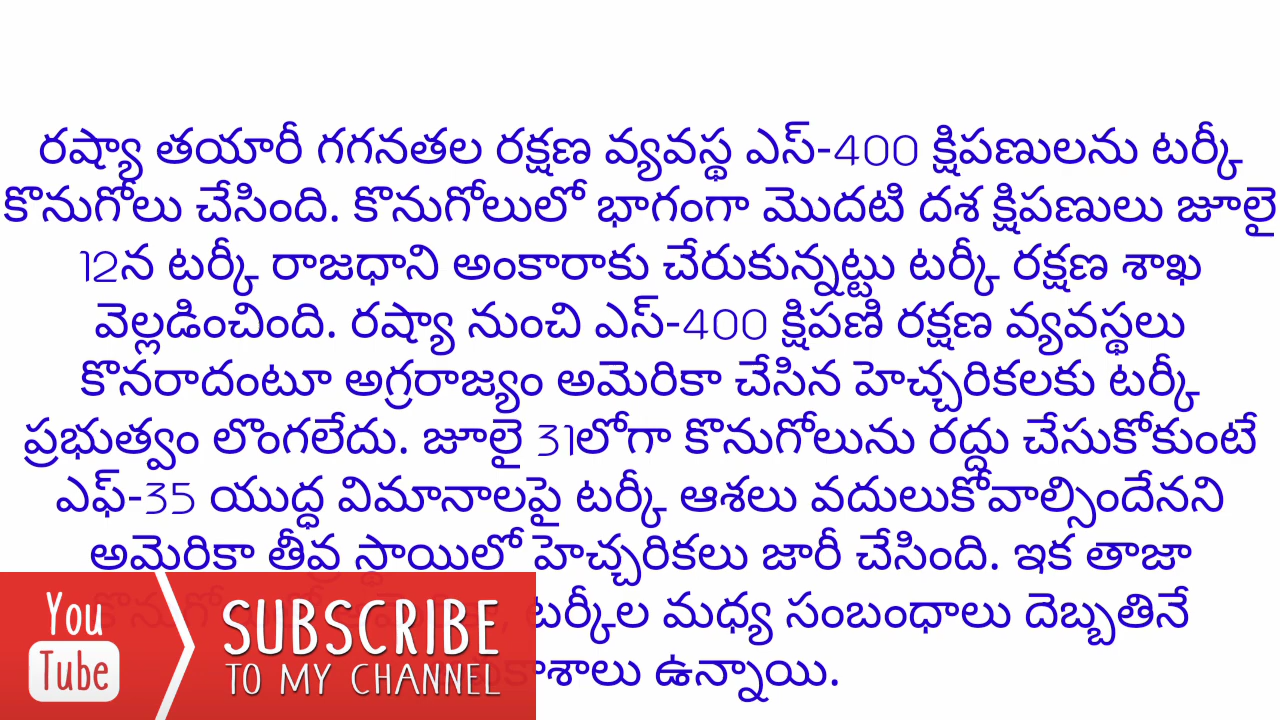 రష్యా తయారీ గగనతల రక్షణ వ్యవస్థ ఎస్-400 క్షిపణులను టర్కీ
కొనుగోలు చేసింది. కొనుగోలులో భాగంగా మొదటి దశ క్షిపణులు జూలై
12న టర్కీ రాజధాని అంకారాకు చేరుకున్నట్టు టర్కీ రక్షణ శాఖ
వెల్లడించింది. రష్యా నుంచి ఎస్-400 క్షిపణి రక్షణ వ్యవస్థలు
కొనరాదంటూ అగ్రరాజ్యం అమెరికా చేసిన హెచ్చరికలకు టర్కీ
ప్రభుత్వం లొంగలేదు. జూలై 31లోగా కొనుగోలును రద్దు చేసుకోకుంటే
ఎఫ్-35 యుద్ధ విమానాలపై టర్కీ ఆశలు వదులుకోవాల్సిందేనని
అమెరికా తీవ్ర స్థాయిలో హెచ్చరికలు జారీ చేసింది. ఇక తాజా
టర్కీల మధ్య సంబంధాలు దెబ్బతినే
ఉన్నాయి.
You
Tube
SUBSCRIBE
TO MY CHANNEL